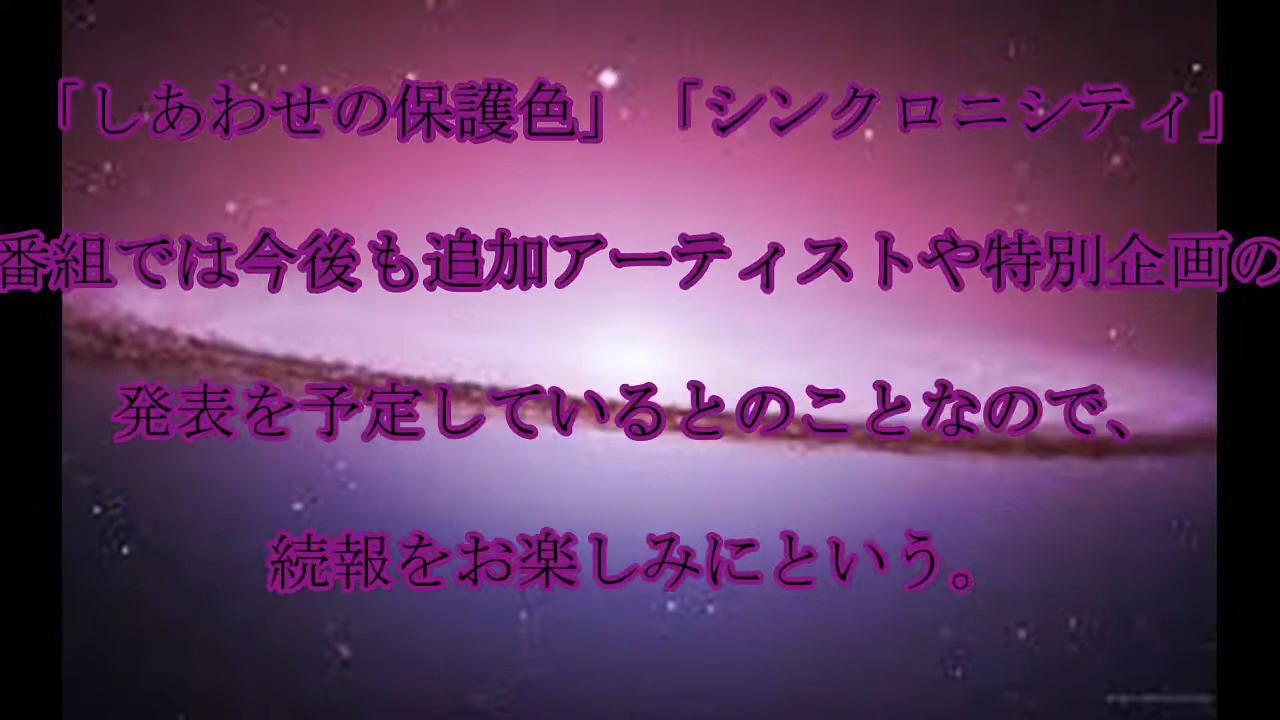 「しあわせの保護色」「シンクロニシティ」
番組では今後も追加アーティストや特別企画の
発表を予定しているとのことなので、
続報をお楽しみにという。